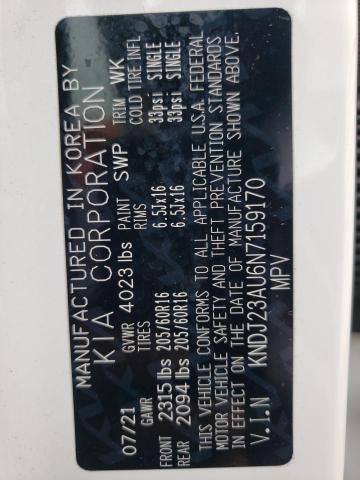 MANUFACTURED IN KOREA BY
KIA CORPORATION
07/21 GVWR 4023 lbs PAINT SWP TRIM WK
GAWR TIRES RIMS COLD TIRE INFL
FRONT 2315 lbs 205/60R16 6.5Jx16 33psi SINGLE
REAR 2094 lbs 205/60R16 6.5Jx16 33psi SINGLE
THIS VEHICLE CONFORMS TO ALL APPLICABLE U.S.A. FEDERAL
MOTOR VEHICLE SAFETY AND THEFT PREVENTION STANDARDS
IN EFFECT ON THE DATE OF MANUFACTURE SHOWN ABOVE.
V.I.N KNDJ23AU6N7159170
MPV